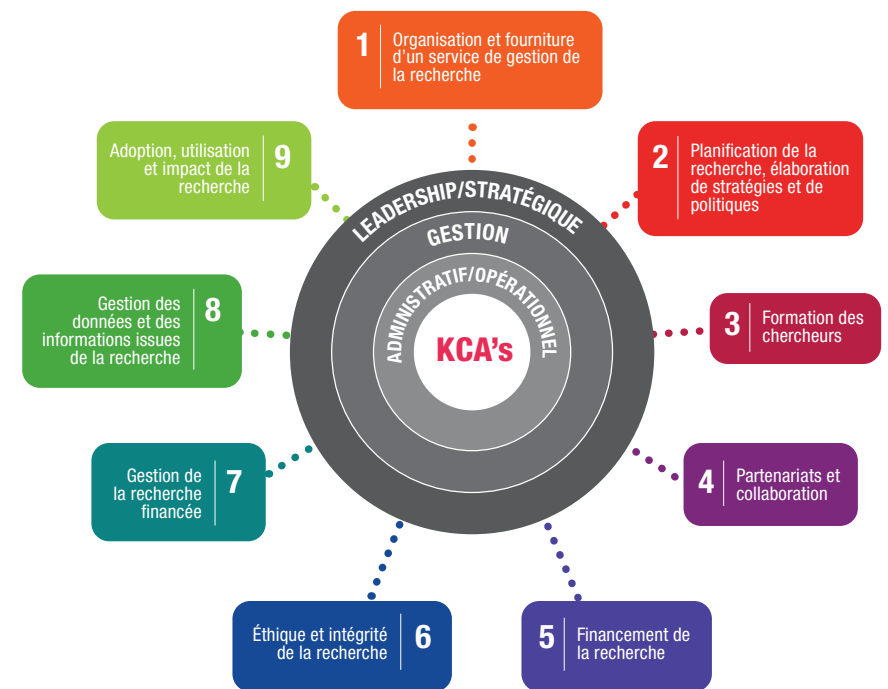 1
Organisation et fourniture
d'un service de gestion de
la recherche
2
Planification de la
recherche, élaboration
de stratégies et de
politiques
3
Formation des
chercheurs
4
Partenariats et
collaboration
5
Financement de
la recherche
6
Éthique et intégrité
de la recherche
7
Gestion de
la recherche
financée
8
Gestion des
données et des
informations issues
de la recherche
9
Adoption, utilisation
et impact de la
recherche
LEADERSHIP/STRATÉGIQUE
GESTION
ADMINISTRATIF/OPÉRATIONNEL
KCA's